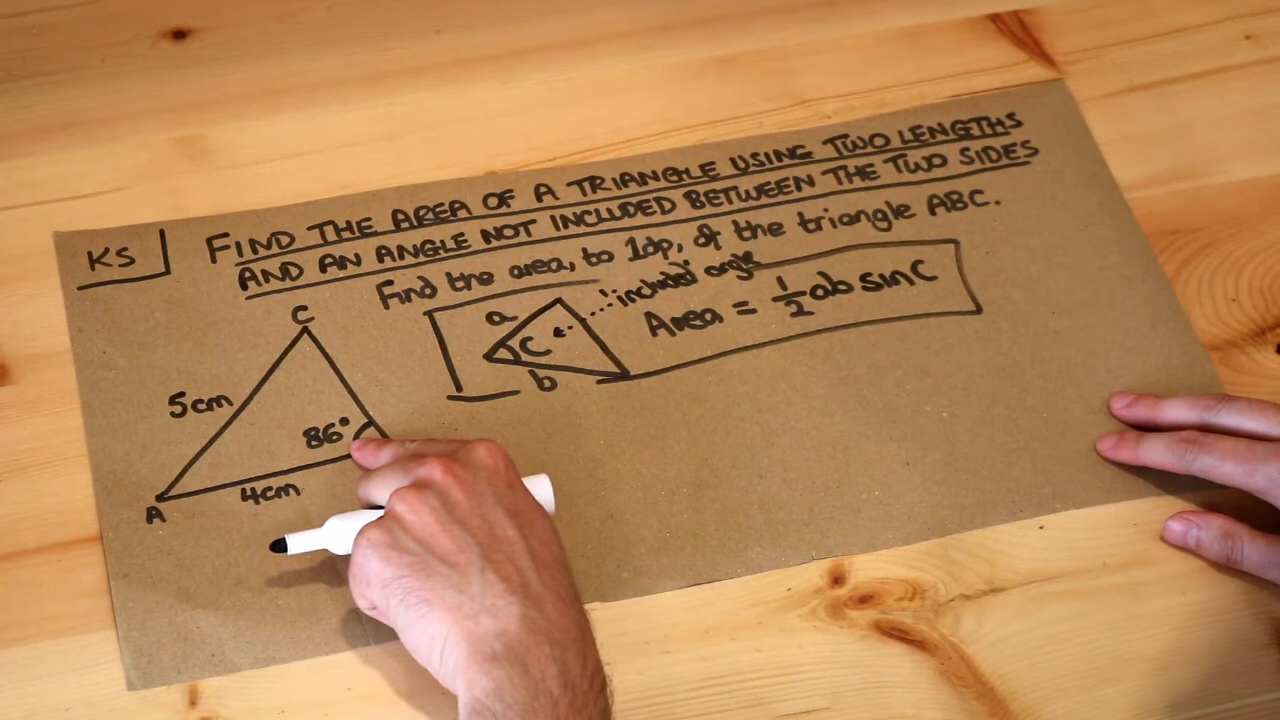 KS
FIND THE AREA OF A TRIANGLE USING TWO LENGTHS
AND AN ANGLE NOT INCLUDED BETWEEN THE TWO SIDES
Find the area, to 1dp, of the triangle ABC.
included angle
a
C
b
Area = ½ab sinC
C
5cm
86°
4cm
A